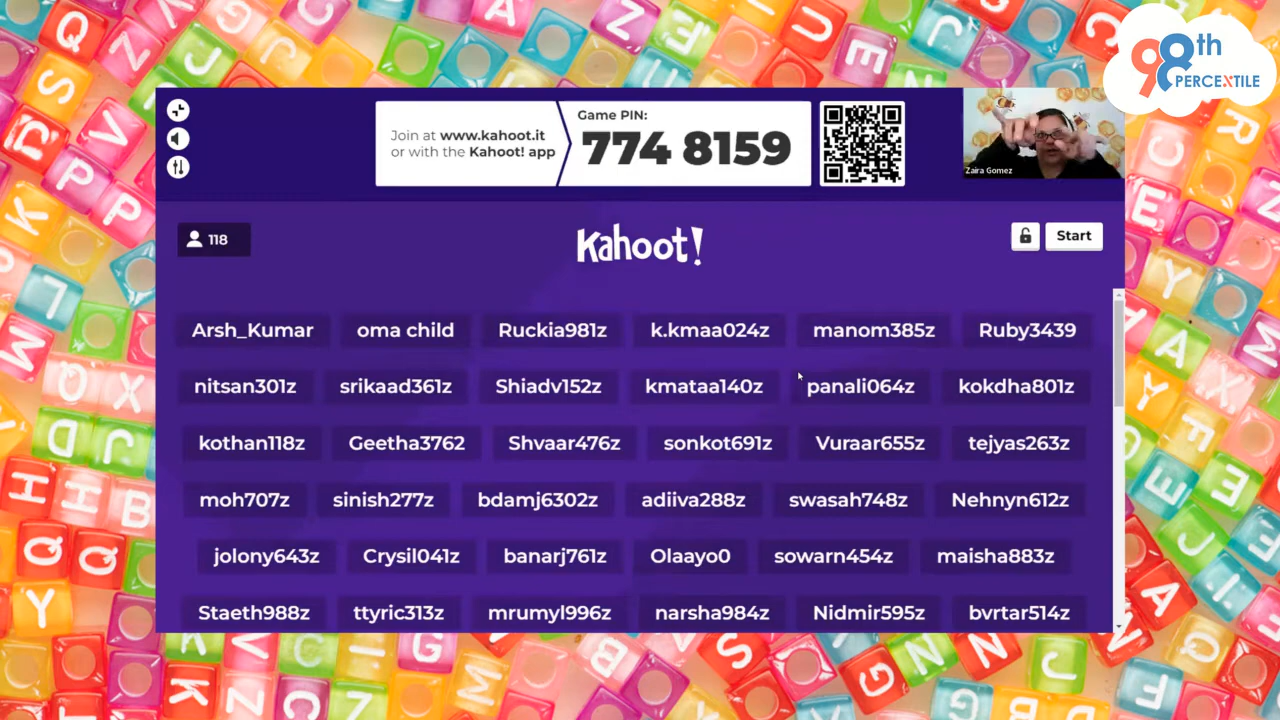 98th
PERCEXTILE
Join at www.kahoot.it
or with the Kahoot! app
Game PIN:
774 8159
Zaira Gomez
118
Kahoot!
Start
Arsh_Kumar oma child Ruckia981z k.kmaa024z manom385z Ruby3439
nitsan301z srikaad361z Shiadv152z kmataa140z panali064z kokdha801z
kothan118z Geetha3762 Shvaar476z sonkot691z Vuraar655z tejyas263z
moh707z sinish277z bdamj6302z adiiva288z swasah748z Nehnyn612z
jolony643z Crysil041z banarj761z Olaayo0 sowarn454z maisha883z
Staeth988z ttyric313z mrumyl996z narsha984z Nidmir595z bvrtar514z